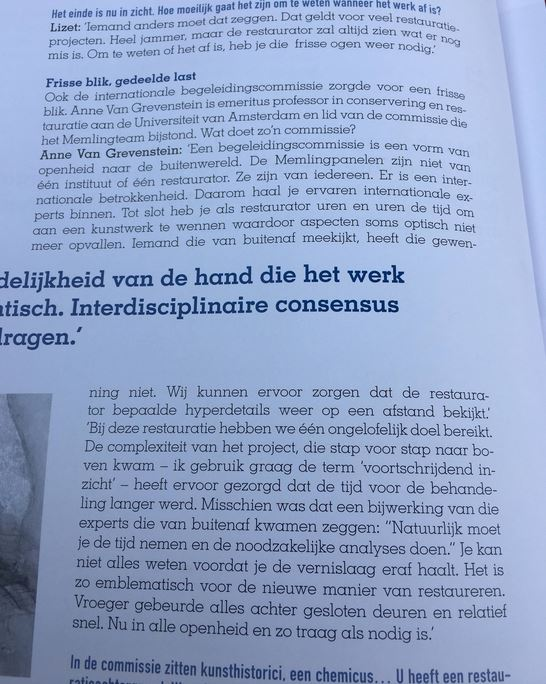 Het einde is nu in zicht. Hoe moeilijk gaat het zijn om te weten wanneer het werk af is?
Lizet: 'Iemand anders moet dat zeggen. Dat geldt voor veel restauratie-
projecten. Heel jammer, maar de restaurator zal altijd zien wat er nog
mis is. Om te weten of het af is, heb je die frisse ogen weer nodig.'
Frisse blik, gedeelde last
Ook de internationale begeleidingscommissie zorgde voor een frisse
blik. Anne Van Grevenstein is emeritus professor in conservering en res-
tauratie aan de Universiteit van Amsterdam en lid van de commissie die
het Memlingteam bijstond. Wat doet zo'n commissie?
Anne Van Grevenstein: 'Een begeleidingscommissie is een vorm van
openheid naar de buitenwereld. De Memlingpanelen zijn niet van
één instituut of één restaurator. Ze zijn van iedereen. Er is een inter-
nationale betrokkenheid. Daarom haal je ervaren internationale ex-
perts binnen. Tot slot heb je als restaurator uren en uren de tijd om
aan een kunstwerk te wennen waardoor aspecten soms optisch niet
meer opvallen. Iemand die van buitenaf meekijkt, heeft die gewen-
delijkheid van de hand die het werk
ntisch. Interdisciplinaire consensus
dragen.'
ning niet. Wij kunnen ervoor zorgen dat de restaura-
tor bepaalde hyperdetails weer op een afstand bekijkt.'
'Bij deze restauratie hebben we één ongelofelijk doel bereikt.
De complexiteit van het project, die stap voor stap naar bo-
ven kwam – ik gebruik graag de term 'voortschrijdend in-
zicht' – heeft ervoor gezorgd dat de tijd voor de behande-
ling langer werd. Misschien was dat een bijwerking van die
experts die van buitenaf kwamen zeggen: "Natuurlijk moet
je de tijd nemen en de noodzakelijke analyses doen." Je kan
niet alles weten voordat je de vernislaag eraf haalt. Het is
zo emblematisch voor de nieuwe manier van restaureren.
Vroeger gebeurde alles achter gesloten deuren en relatief
snel. Nu in alle openheid en zo traag als nodig is.'
In de commissie zitten kunsthistorici, een chemicus... U heeft een restau-